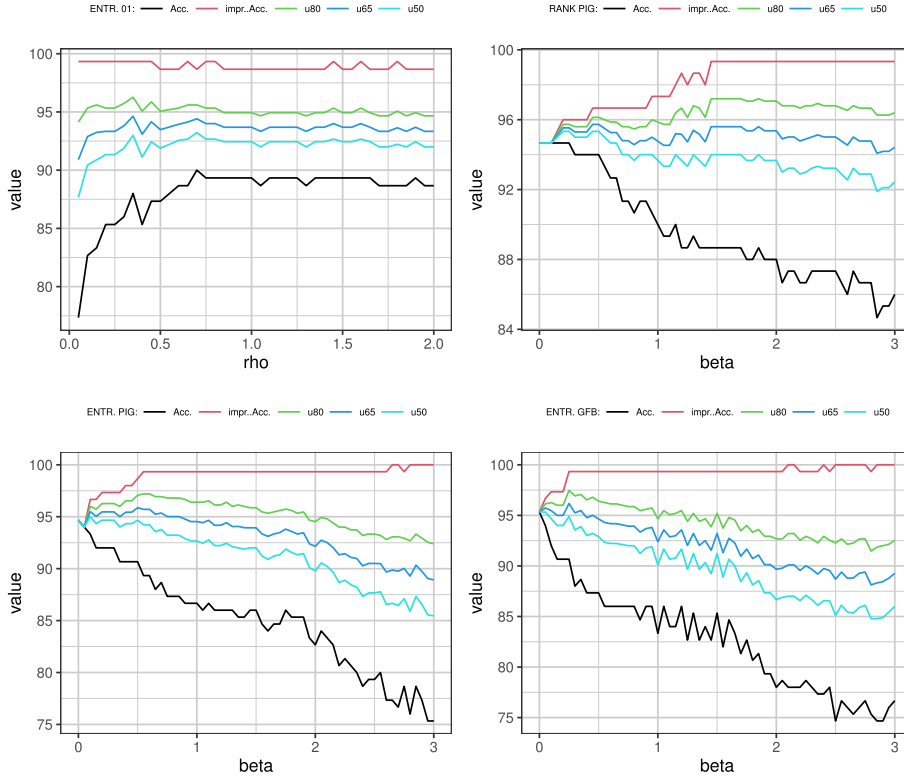 ENTR. 01: Acc. impr..Acc. u80 u65 u50
100
95
90
85
80
value
0.0 0.5 1.0 1.5 2.0
rho
RANK PIG: Acc. impr..Acc. u80 u65 u50
100
96
92
88
84
value
0 1 2 3
beta
ENTR. PIG: Acc. impr..Acc. u80 u65 u50
100
95
90
85
80
75
value
0 1 2 3
beta
ENTR. GFB: Acc. impr..Acc. u80 u65 u50
100
95
90
85
80
75
value
0 1 2 3
beta